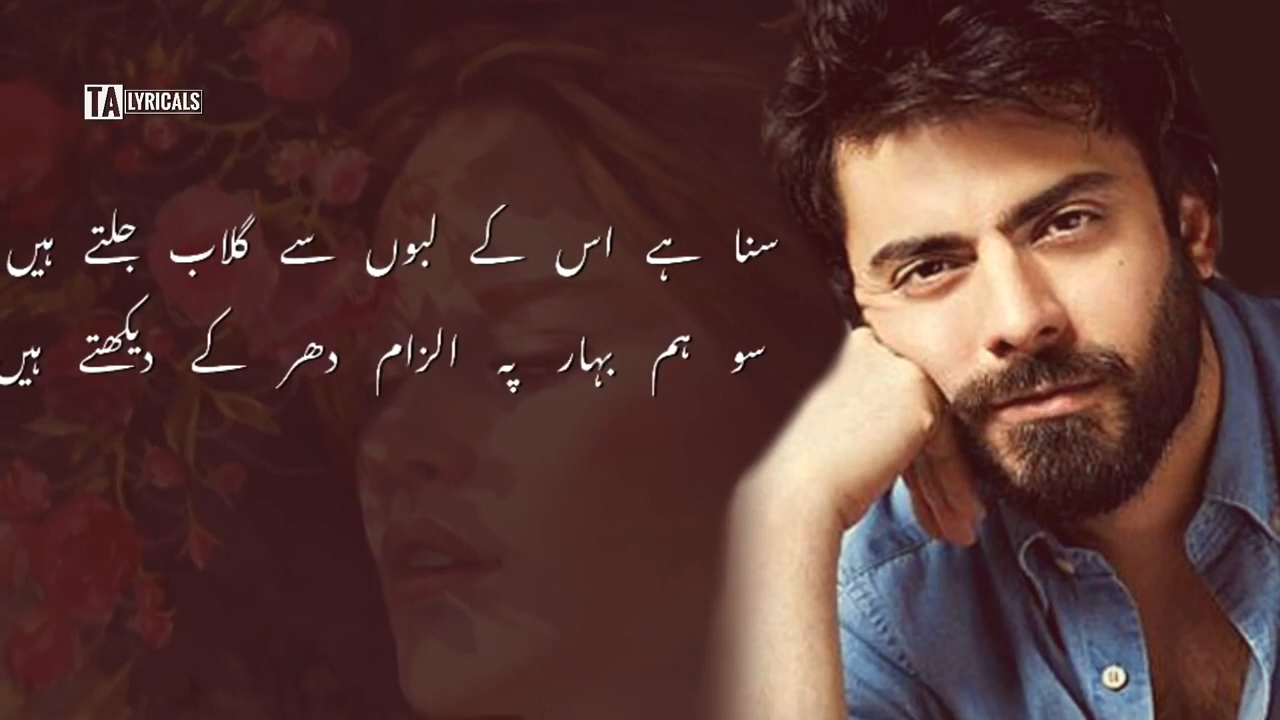 TA LYRICALS
سنا ہے اس کے لبوں سے گلاب جلتے ہیں
سو ہم بہار پہ الزام دھر کے دیکھتے ہیں